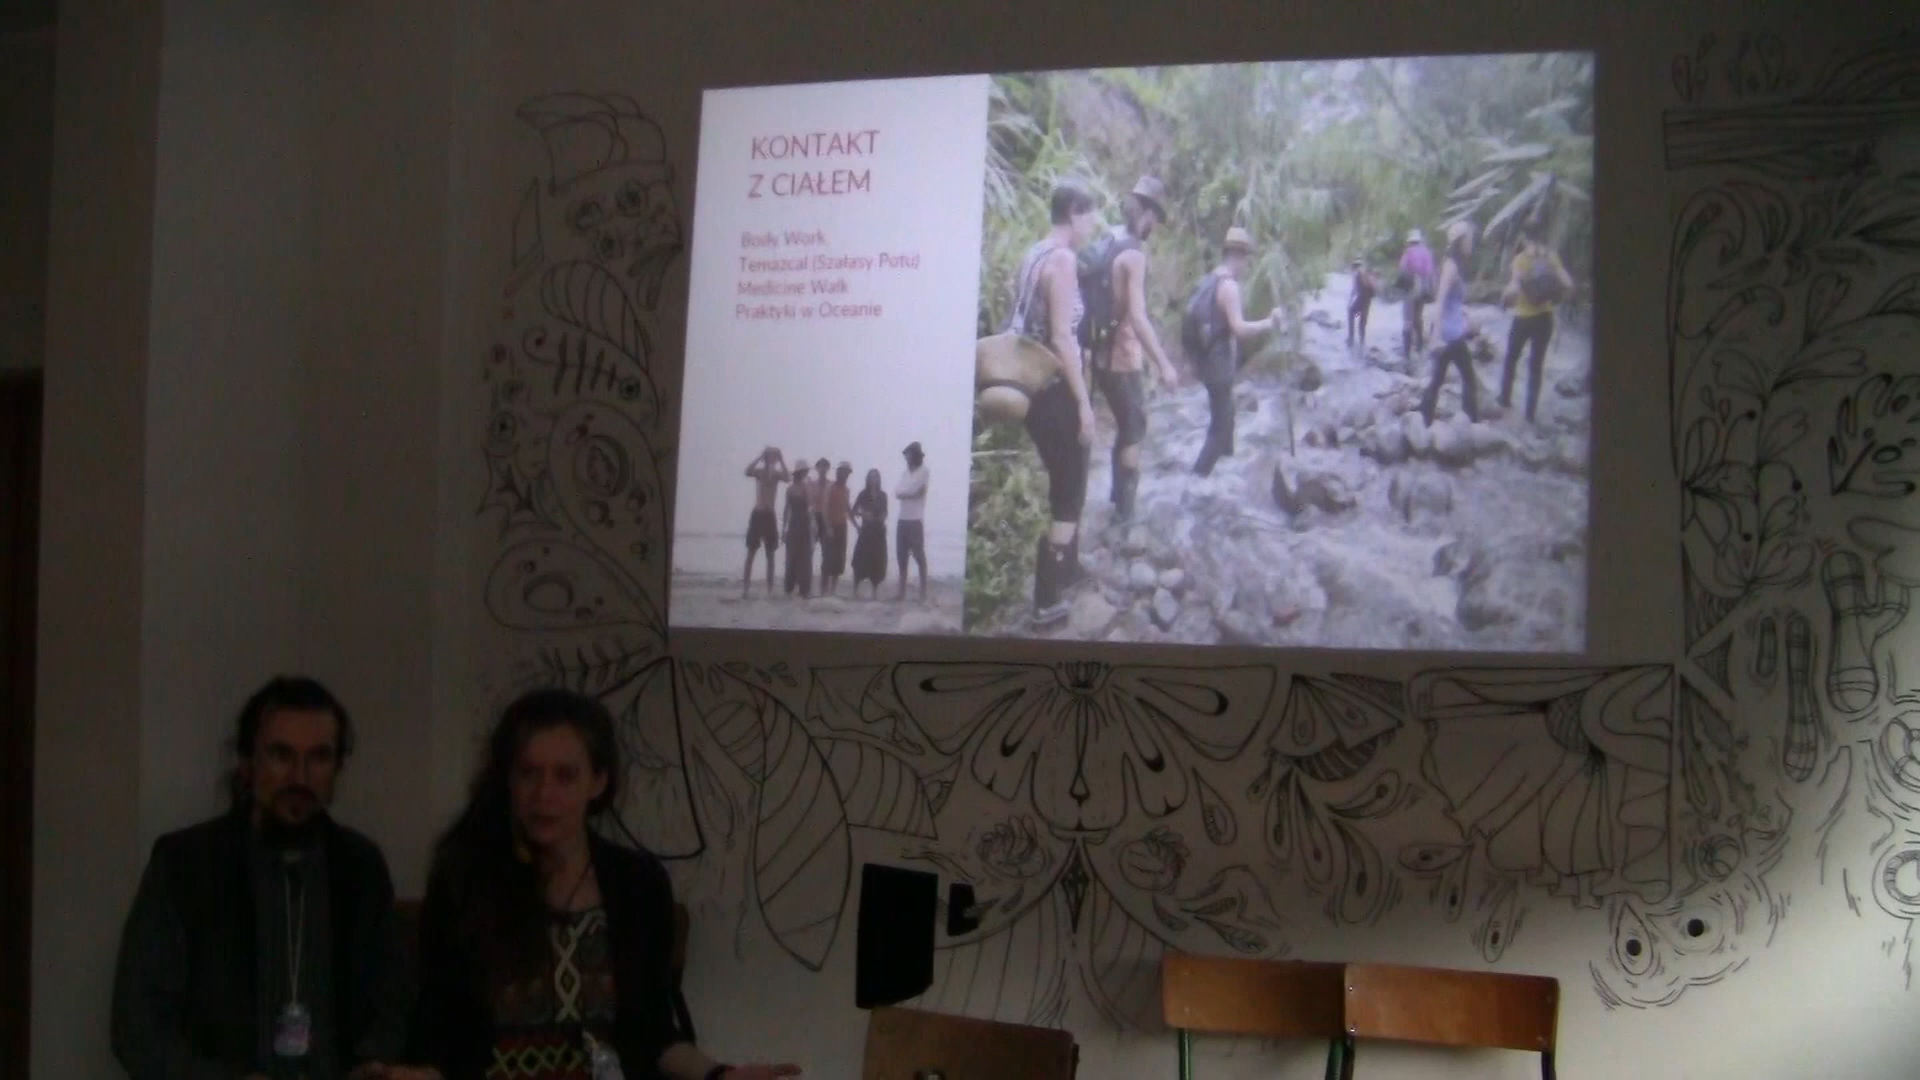 KONTAKT
Z CIAŁEM
Body Work
Temazcal (Szałasy Potu)
Medicine Walk
Praktyki w Oceanie